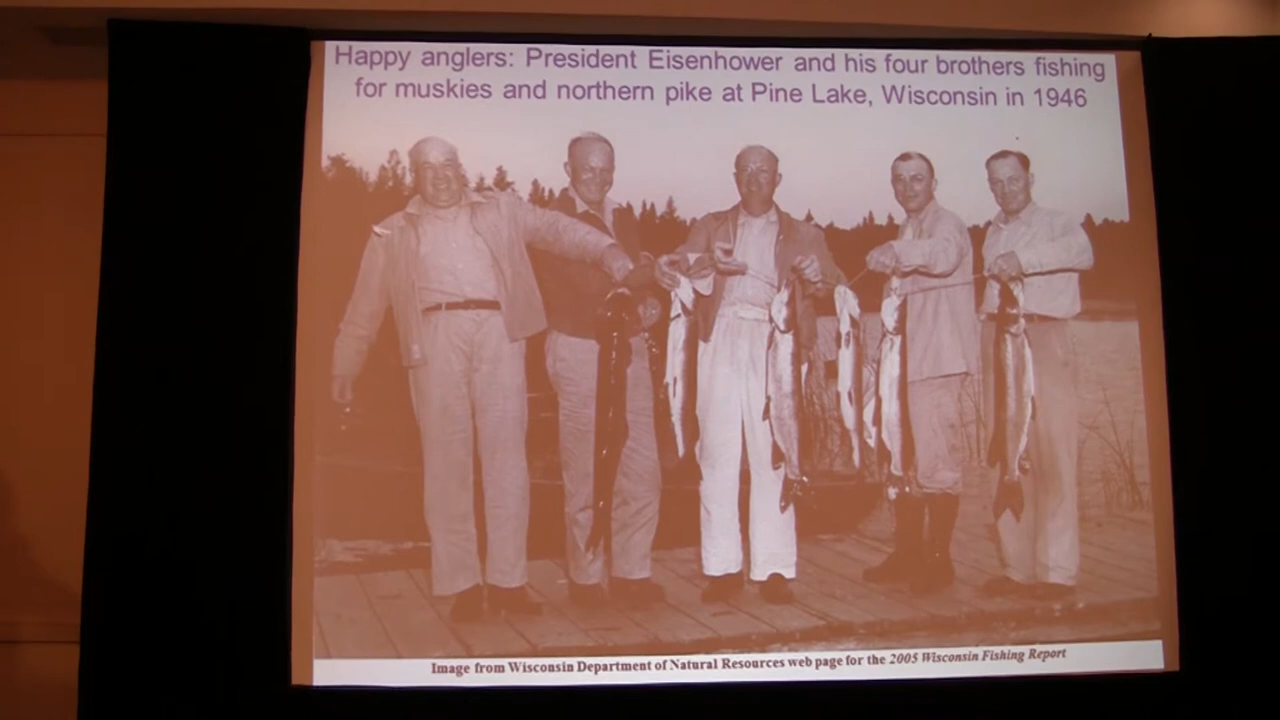 Happy anglers: President Eisenhower and his four brothers fishing
for muskies and northern pike at Pine Lake, Wisconsin in 1946
Image from Wisconsin Department of Natural Resources web page for the 2005 Wisconsin Fishing Report